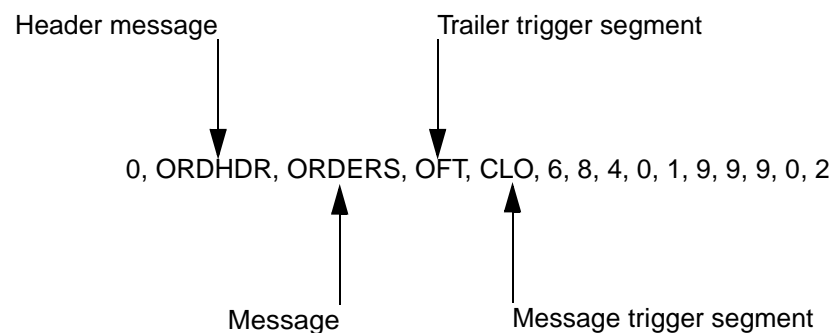 Header message
Trailer trigger segment
0, ORDHDR, ORDERS, OFT, CLO, 6, 8, 4, 0, 1, 9, 9, 9, 0, 2
Message
Message trigger segment